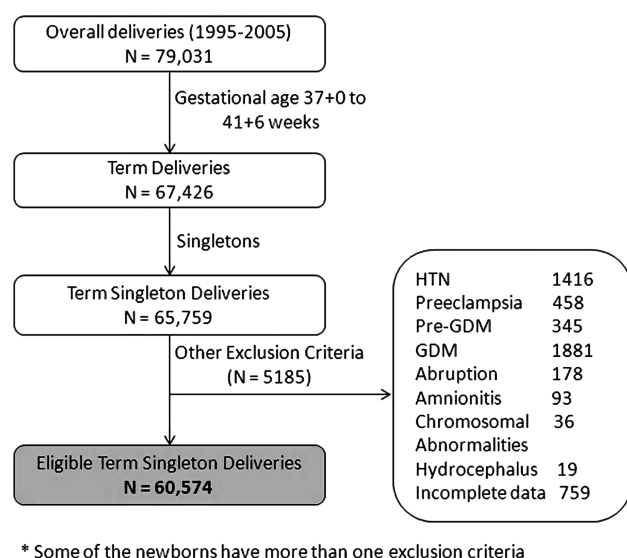 Overall deliveries (1995-2005)
N = 79,031
Gestational age 37+0 to
41+6 weeks
Term Deliveries
N = 67,426
Singletons
Term Singleton Deliveries
N = 65,759
Other Exclusion Criteria
(N = 5185)
HTN 1416
Preeclampsia 458
Pre-GDM 345
GDM 1881
Abruption 178
Amnionitis 93
Chromosomal 36
Abnormalities
Hydrocephalus 19
Incomplete data 759
Eligible Term Singleton Deliveries
N = 60,574
* Some of the newborns have more than one exclusion criteria